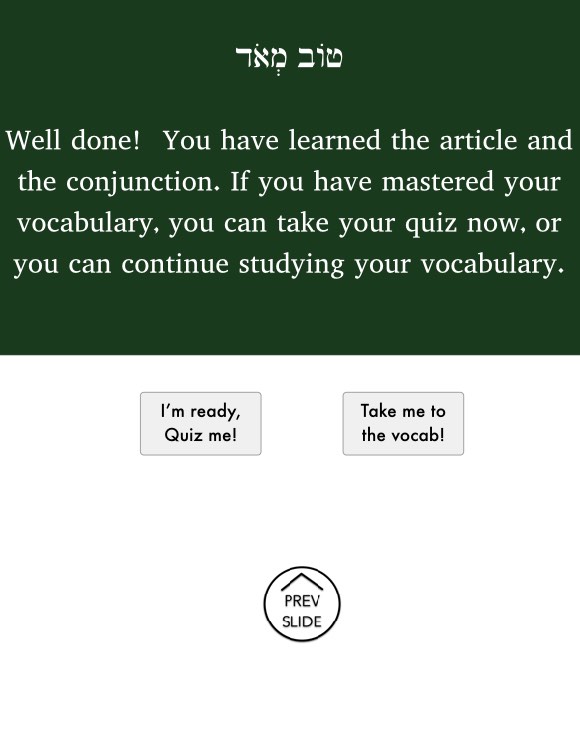 טוֹב מְאֹד
Well done!  You have learned the article and
the conjunction. If you have mastered your
vocabulary, you can take your quiz now, or
you can continue studying your vocabulary.
I’m ready,
Quiz me!
Take me to
the vocab!
PREV
SLIDE